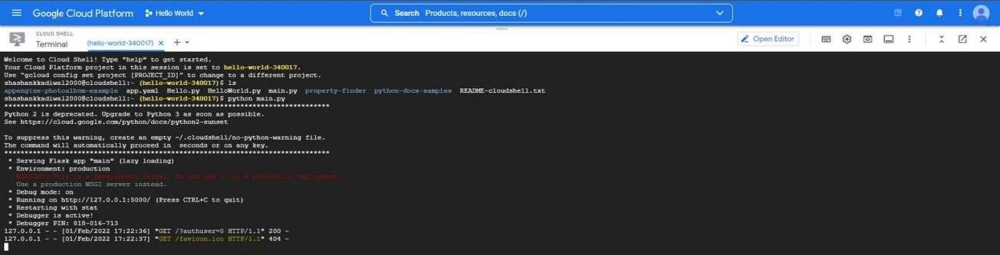 Google Cloud Platform Hello World Search Products, resources, docs (/)
CLOUD SHELL
Terminal (hello-world-340017) Open Editor
Welcome to Cloud Shell! Type "help" to get started.
Your Cloud Platform project in this session is set to hello-world-340017.
Use “gcloud config set project [PROJECT_ID]” to change to a different project.
shashankkadiwal2000@cloudshell:~ (hello-world-340017)$ ls
appengine-photoalbum-example app.yaml Hello.py HelloWorld.py main.py property-finder python-docs-samples README-cloudshell.txt
shashankkadiwal2000@cloudshell:~ (hello-world-340017)$ python main.py
********************************************************************************
Python 2 is deprecated. Upgrade to Python 3 as soon as possible.
See https://cloud.google.com/python/docs/python2-sunset
To suppress this warning, create an empty ~/.cloudshell/no-python-warning file.
The command will automatically proceed in seconds or on any key.
********************************************************************************
* Serving Flask app "main" (lazy loading)
* Environment: production
WARNING: This is a development server. Do not use it in a production deployment.
Use a production WSGI server instead.
* Debug mode: on
* Running on http://127.0.0.1:5000/ (Press CTRL+C to quit)
* Restarting with stat
* Debugger is active!
* Debugger PIN: 818-016-713
127.0.0.1 - - [01/Feb/2022 17:22:36] "GET /?authuser=0 HTTP/1.1" 200 -
127.0.0.1 - - [01/Feb/2022 17:22:37] "GET /favicon.ico HTTP/1.1" 404 -